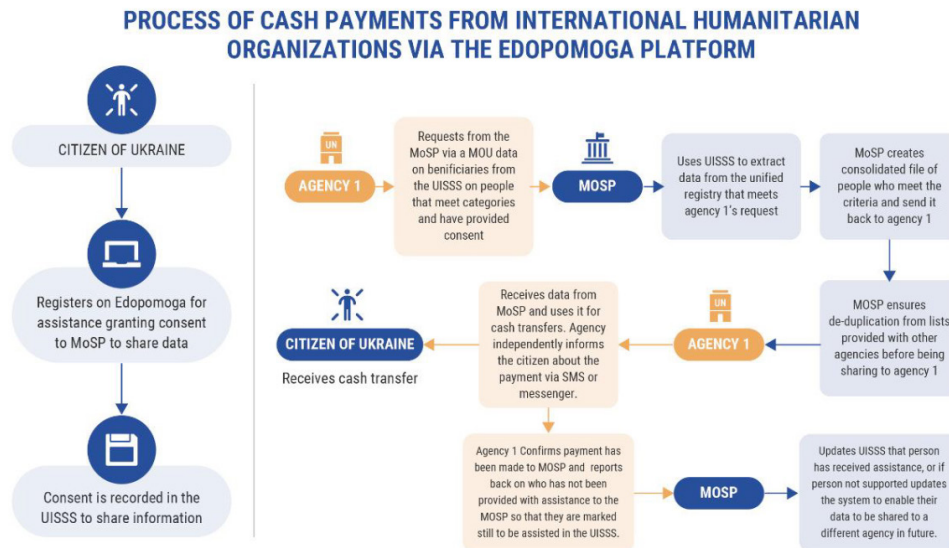 PROCESS OF CASH PAYMENTS FROM INTERNATIONAL HUMANITARIAN
ORGANIZATIONS VIA THE EDOPOMOGA PLATFORM
CITIZEN OF UKRAINE
Registers on Edopomoga for
assistance granting consent
to MoSP to share data
Consent is recorded in the
UISSS to share information
UN
AGENCY 1
Requests from the
MoSP via a MOU data
on benificiaries from
the UISSS on people
that meet categories
and have provided
consent
MOSP
Uses UISSS to extract
data from the unified
registry that meets
agency 1's request
MoSP creates
consolidated file of
people who meet the
criteria and send it
back to agency 1
MOSP ensures
de-duplication from lists
provided with other
agencies before being
sharing to agency 1
UN
AGENCY 1
Receives data from
MoSP and uses it for
cash transfers. Agency
independently informs
the citizen about the
payment via SMS or
messenger.
CITIZEN OF UKRAINE
Receives cash transfer
Agency 1 Confirms payment has
been made to MOSP and reports
back on who has not been
provided with assistance to the
MOSP so that they are marked
still to be assisted in the UISSS.
MOSP
Updates UISSS that person
has received assistance, or if
person not supported updates
the system to enable their
data to be shared to a
different agency in future.